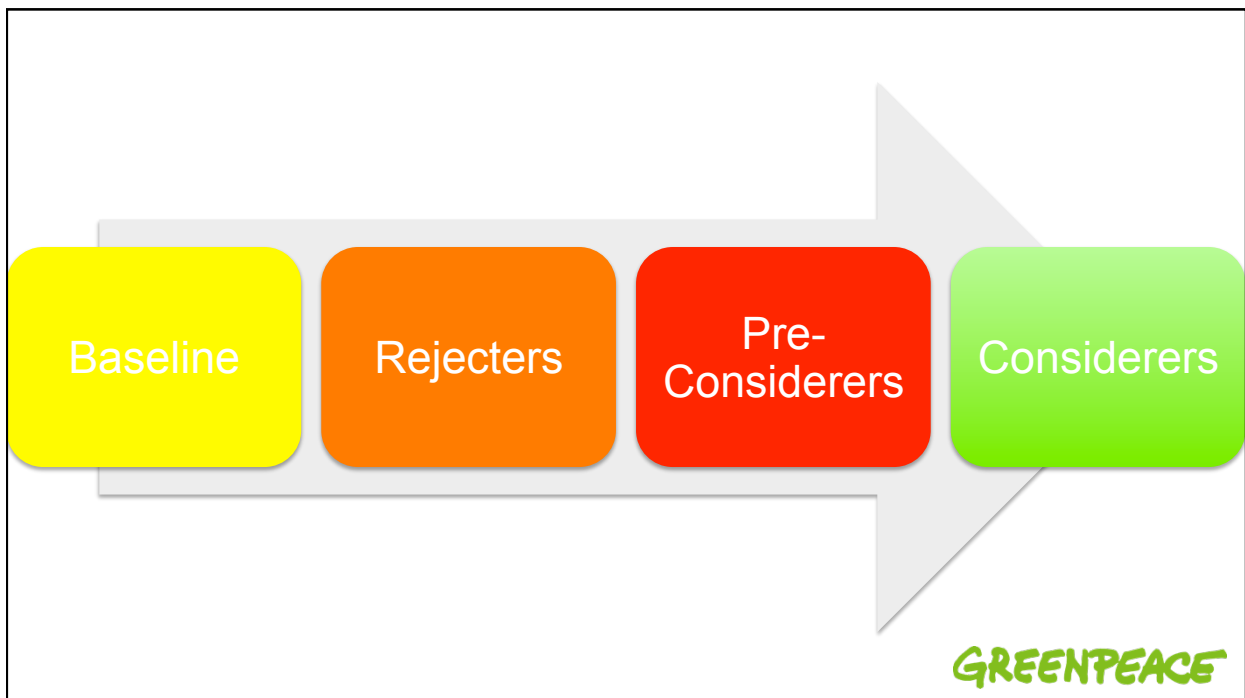 Baseline
Rejecters
Pre-
Considerers
Considerers
GREENPEACE